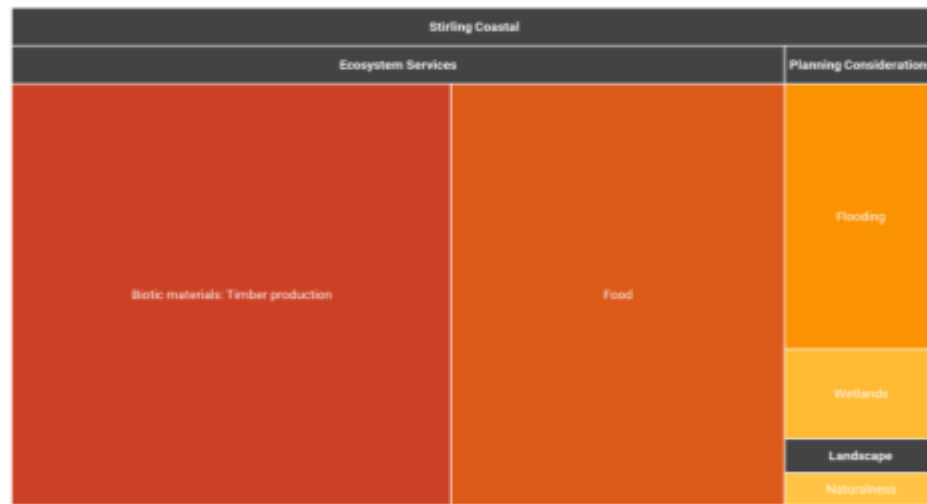 Stirling Coastal
Ecosystem Services
Planning Consideration
Biotic materials: Timber production
Food
Flooding
Wetlands
Landscape
Naturalness